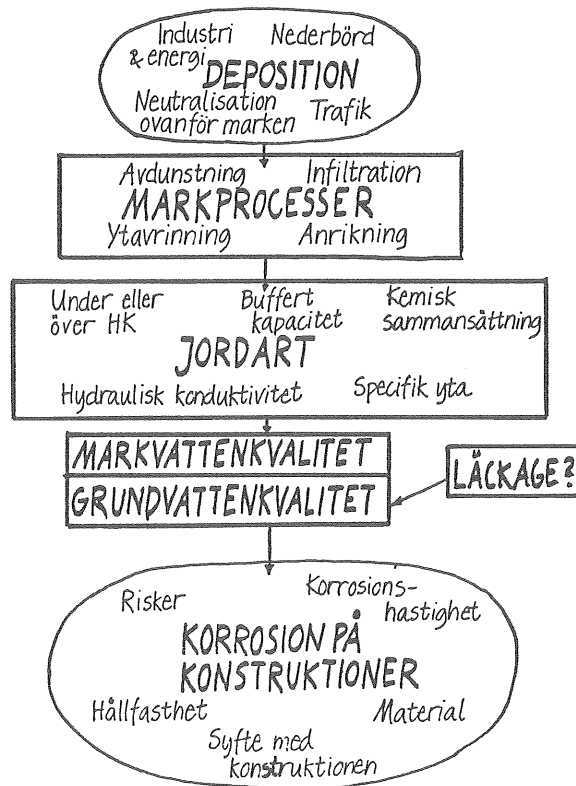 Industri
& energi
Nederbörd
DEPOSITION
Neutralisation
ovanför marken
Trafik
Avdunstning
Infiltration
MARKPROCESSER
Ytavrinning
Anrikning
Under eller
över HK
Buffert
kapacitet
Kemisk
sammansättning
JORDART
Hydraulisk konduktivitet
Specifik yta
MARKVATTENKVALITET
GRUNDVATTENKVALITET
LÄCKAGE?
Risker
Korrosions-
hastighet
KORROSION PÅ
KONSTRUKTIONER
Hållfasthet
Material
Syfte med
konstruktionen